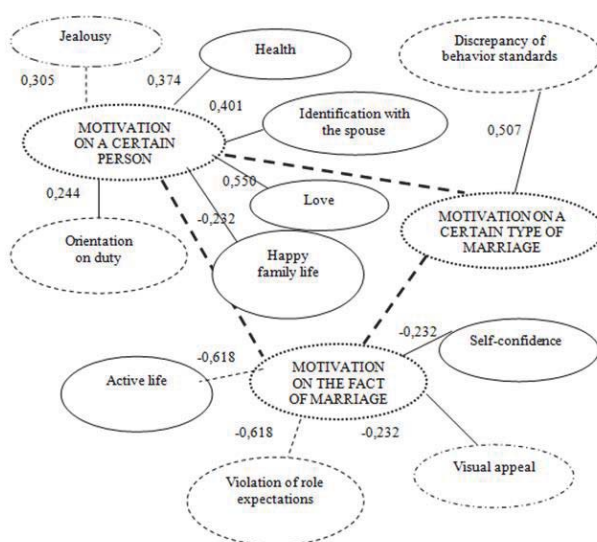 Jealousy
Health
Discrepancy of
behavior standards
0,305
0,374
0,401
Identification with
the spouse
MOTIVATION
ON A CERTAIN
PERSON
0,507
0,244
0,550
Love
-0,232
MOTIVATION ON A
CERTAIN TYPE OF
MARRIAGE
Orientation
on duty
Happy
family life
-0,232
Self-confidence
-0,618
Active life
MOTIVATION
ON THE FACT
OF MARRIAGE
-0,618
-0,232
Visual appeal
Violation of role
expectations